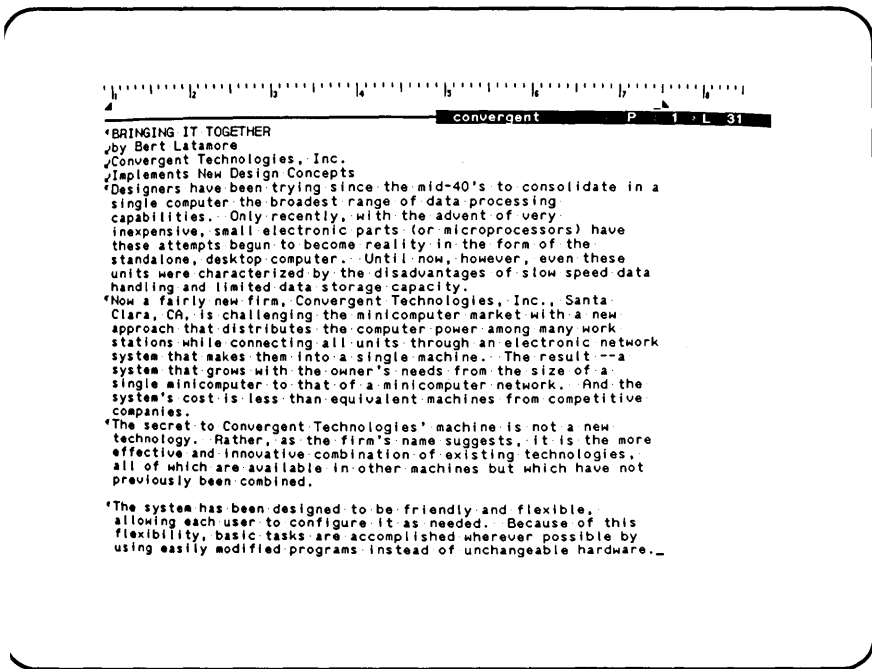 1 2 3 4 5 6 7 8
convergent P 1 L 31
BRINGING IT TOGETHER
by Bert Latamore
Convergent Technologies, Inc.
Implements New Design Concepts
Designers have been trying since the mid-40's to consolidate in a
single computer the broadest range of data processing
capabilities. Only recently, with the advent of very
inexpensive, small electronic parts (or microprocessors) have
these attempts begun to become reality in the form of the
standalone, desktop computer. Until now, however, even these
units were characterized by the disadvantages of slow speed data
handling and limited data storage capacity.
Now a fairly new firm, Convergent Technologies, Inc., Santa
Clara, CA, is challenging the minicomputer market with a new
approach that distributes the computer power among many work
stations while connecting all units through an electronic network
system that makes them into a single machine. The result --a
system that grows with the owner's needs from the size of a
single minicomputer to that of a minicomputer network. And the
system's cost is less than equivalent machines from competitive
companies.
The secret to Convergent Technologies' machine is not a new
technology. Rather, as the firm's name suggests, it is the more
effective and innovative combination of existing technologies,
all of which are available in other machines but which have not
previously been combined.
The system has been designed to be friendly and flexible,
allowing each user to configure it as needed. Because of this
flexibility, basic tasks are accomplished wherever possible by
using easily modified programs instead of unchangeable hardware._